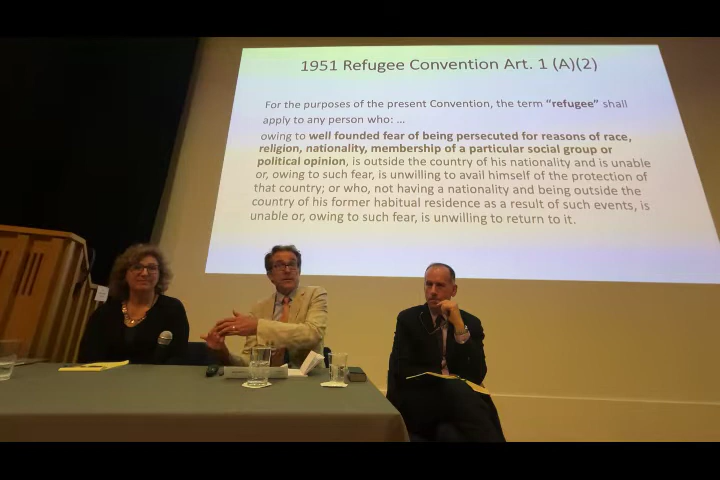 1951 Refugee Convention Art. 1 (A)(2)
For the purposes of the present Convention, the term “refugee” shall
apply to any person who: …
owing to well founded fear of being persecuted for reasons of race,
religion, nationality, membership of a particular social group or
political opinion, is outside the country of his nationality and is unable
or, owing to such fear, is unwilling to avail himself of the protection of
that country; or who, not having a nationality and being outside the
country of his former habitual residence as a result of such events, is
unable or, owing to such fear, is unwilling to return to it.